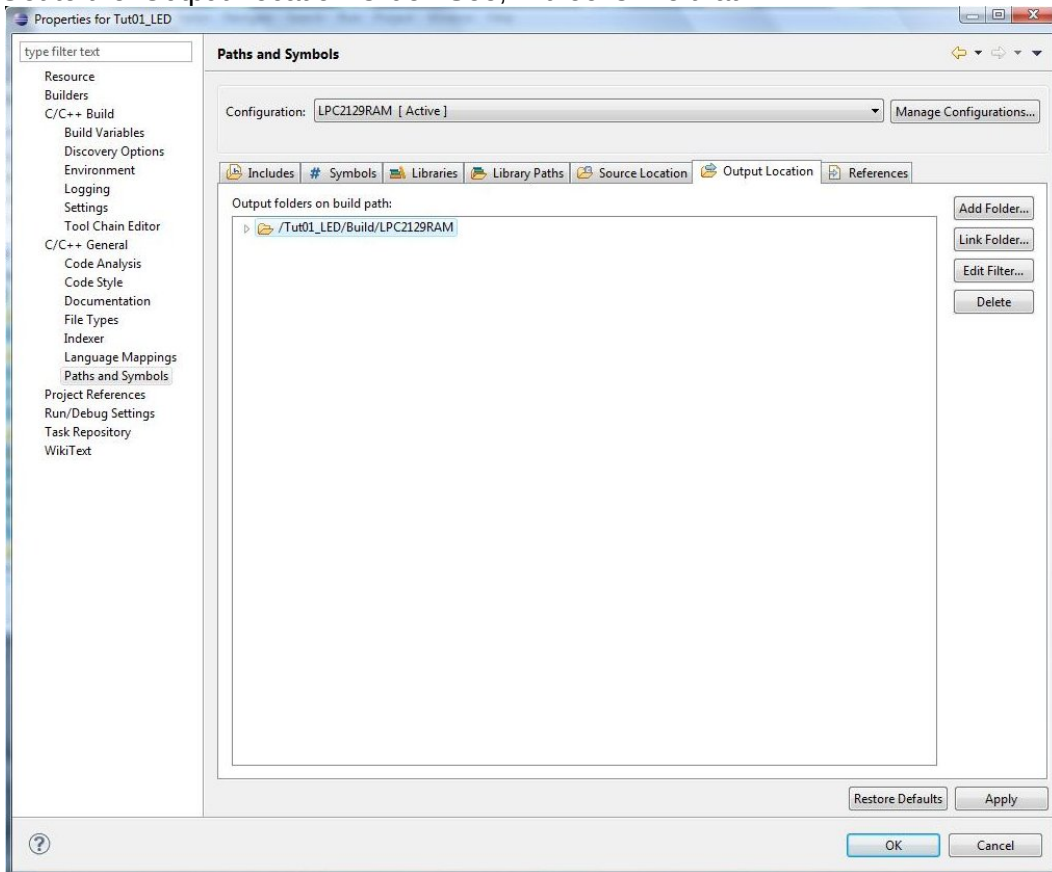 Properties for Tut01_LED
type filter text
Resource
Builders
C/C++ Build
Build Variables
Discovery Options
Environment
Logging
Settings
Tool Chain Editor
C/C++ General
Code Analysis
Code Style
Documentation
File Types
Indexer
Language Mappings
Paths and Symbols
Project References
Run/Debug Settings
Task Repository
WikiText
Paths and Symbols
Configuration: LPC2129RAM [ Active ] Manage Configurations...
Includes # Symbols Libraries Library Paths Source Location Output Location References
Output folders on build path:
/Tut01_LED/Build/LPC2129RAM
Add Folder...
Link Folder...
Edit Filter...
Delete
Restore Defaults Apply
OK Cancel